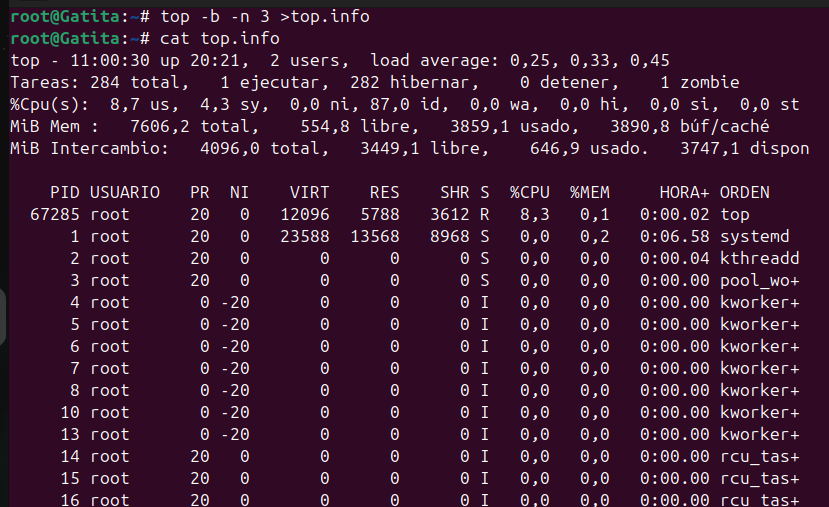 root@Gatita:~# top -b -n 3 >top.info
root@Gatita:~# cat top.info
top - 11:00:30 up 20:21,  2 users,  load average: 0,25, 0,33, 0,45
Tareas: 284 total,   1 ejecutar, 282 hibernar,    0 detener,    1 zombie
%Cpu(s):  8,7 us,  4,3 sy,  0,0 ni, 87,0 id,  0,0 wa,  0,0 hi,  0,0 si,  0,0 st
MiB Mem :   7606,2 total,    554,8 libre,   3859,1 usado,   3890,8 búf/caché
MiB Intercambio:   4096,0 total,   3449,1 libre,    646,9 usado.   3747,1 dispon
    PID USUARIO   PR  NI    VIRT    RES    SHR S  %CPU  %MEM     HORA+ ORDEN
  67285 root      20   0   12096   5788   3612 R   8,3   0,1   0:00.02 top
      1 root      20   0   23588  13568   8968 S   0,0   0,2   0:06.58 systemd
      2 root      20   0       0      0      0 S   0,0   0,0   0:00.04 kthreadd
      3 root      20   0       0      0      0 S   0,0   0,0   0:00.00 pool_wo+
      4 root       0 -20       0      0      0 I   0,0   0,0   0:00.00 kworker+
      5 root       0 -20       0      0      0 I   0,0   0,0   0:00.00 kworker+
      6 root       0 -20       0      0      0 I   0,0   0,0   0:00.00 kworker+
      7 root       0 -20       0      0      0 I   0,0   0,0   0:00.00 kworker+
      8 root       0 -20       0      0      0 I   0,0   0,0   0:00.00 kworker+
     10 root       0 -20       0      0      0 I   0,0   0,0   0:00.00 kworker+
     13 root       0 -20       0      0      0 I   0,0   0,0   0:00.00 kworker+
     14 root      20   0       0      0      0 I   0,0   0,0   0:00.00 rcu_tas+
     15 root      20   0       0      0      0 I   0,0   0,0   0:00.00 rcu_tas+
     16 root      20   0       0      0      0 I   0,0   0,0   0:00.00 rcu_tas+